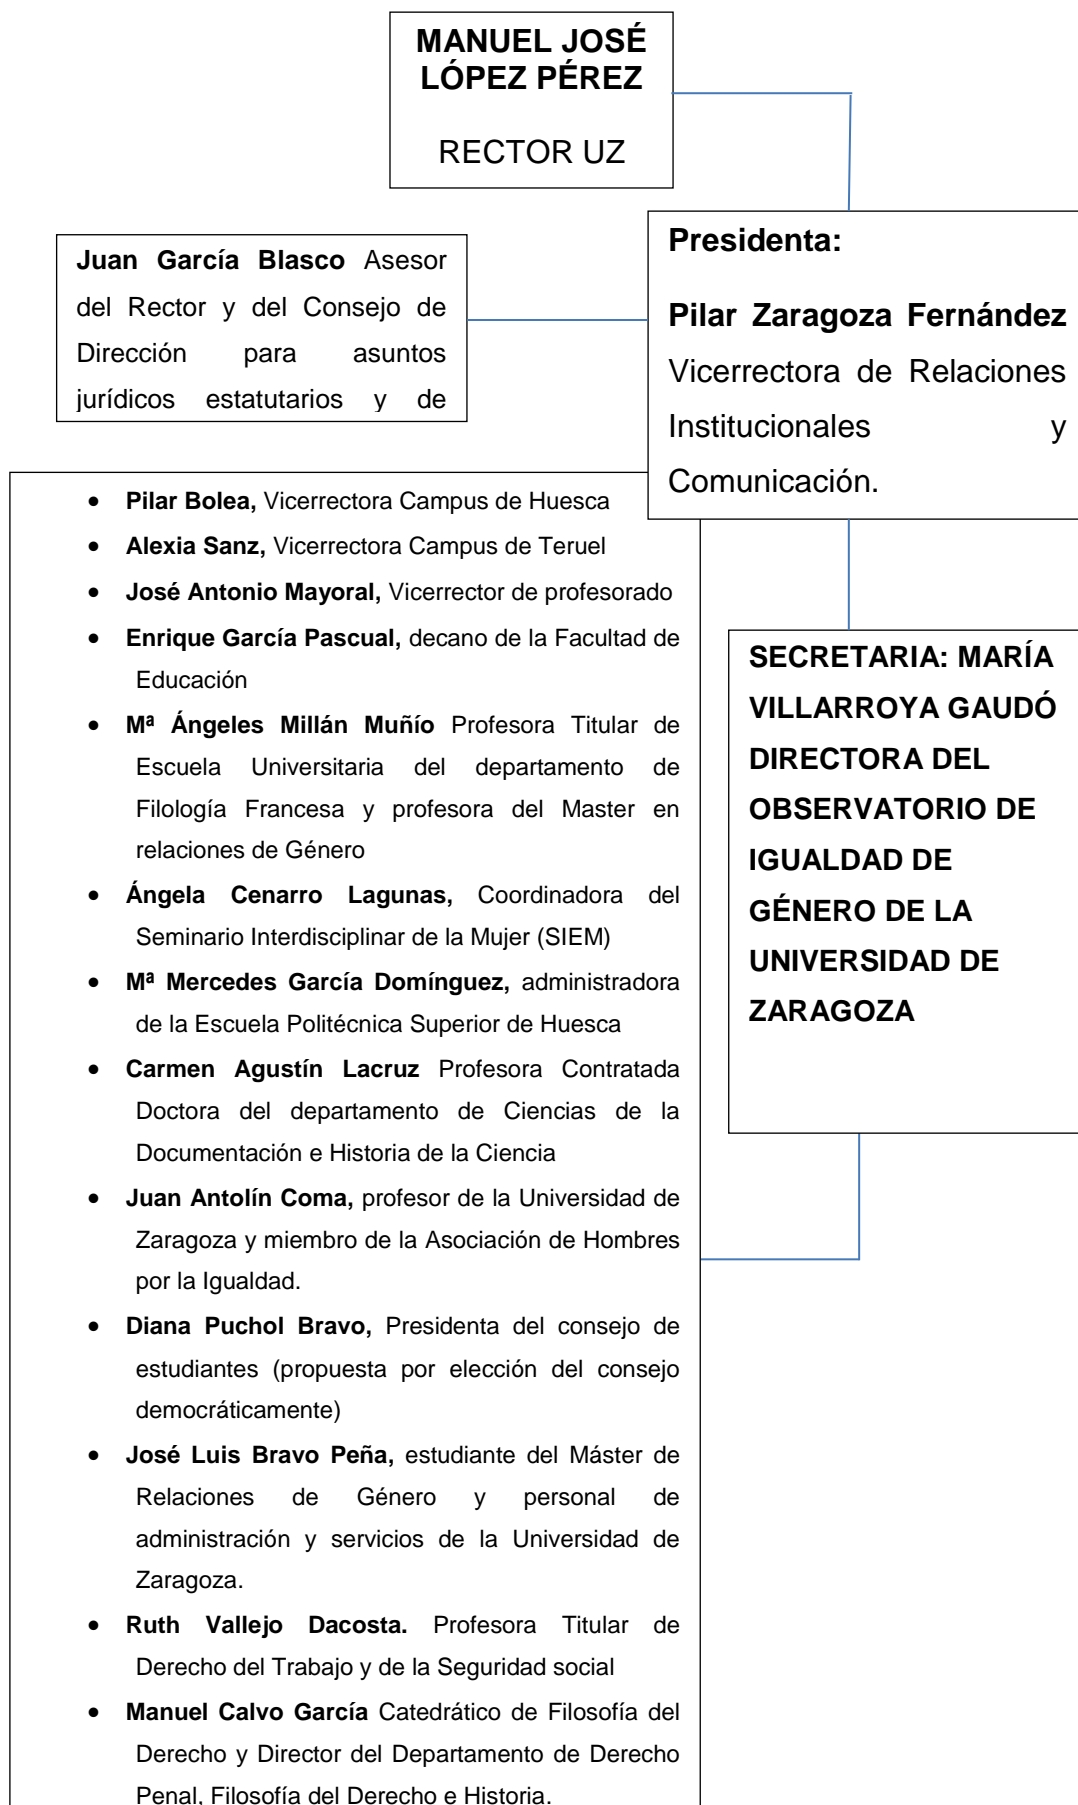 MANUEL JOSÉ
LÓPEZ PÉREZ
RECTOR UZ
Juan García Blasco Asesor
del Rector y del Consejo de
Dirección para asuntos
jurídicos estatutarios y de
Presidenta:
Pilar Zaragoza Fernández
Vicerrectora de Relaciones
Institucionales y
Comunicación.
• Pilar Bolea, Vicerrectora Campus de Huesca
• Alexia Sanz, Vicerrectora Campus de Teruel
• José Antonio Mayoral, Vicerrector de profesorado
• Enrique García Pascual, decano de la Facultad de
Educación
• Mª Ángeles Millán Muñío Profesora Titular de
Escuela Universitaria del departamento de
Filología Francesa y profesora del Master en
relaciones de Género
• Ángela Cenarro Lagunas, Coordinadora del
Seminario Interdisciplinar de la Mujer (SIEM)
• Mª Mercedes García Domínguez, administradora
de la Escuela Politécnica Superior de Huesca
• Carmen Agustín Lacruz Profesora Contratada
Doctora del departamento de Ciencias de la
Documentación e Historia de la Ciencia
• Juan Antolín Coma, profesor de la Universidad de
Zaragoza y miembro de la Asociación de Hombres
por la Igualdad.
• Diana Puchol Bravo, Presidenta del consejo de
estudiantes (propuesta por elección del consejo
democráticamente)
• José Luis Bravo Peña, estudiante del Máster de
Relaciones de Género y personal de
administración y servicios de la Universidad de
Zaragoza.
• Ruth Vallejo Dacosta. Profesora Titular de
Derecho del Trabajo y de la Seguridad social
• Manuel Calvo García Catedrático de Filosofía del
Derecho y Director del Departamento de Derecho
Penal, Filosofía del Derecho e Historia.
SECRETARIA: MARÍA
VILLARROYA GAUDÓ
DIRECTORA DEL
OBSERVATORIO DE
IGUALDAD DE
GÉNERO DE LA
UNIVERSIDAD DE
ZARAGOZA